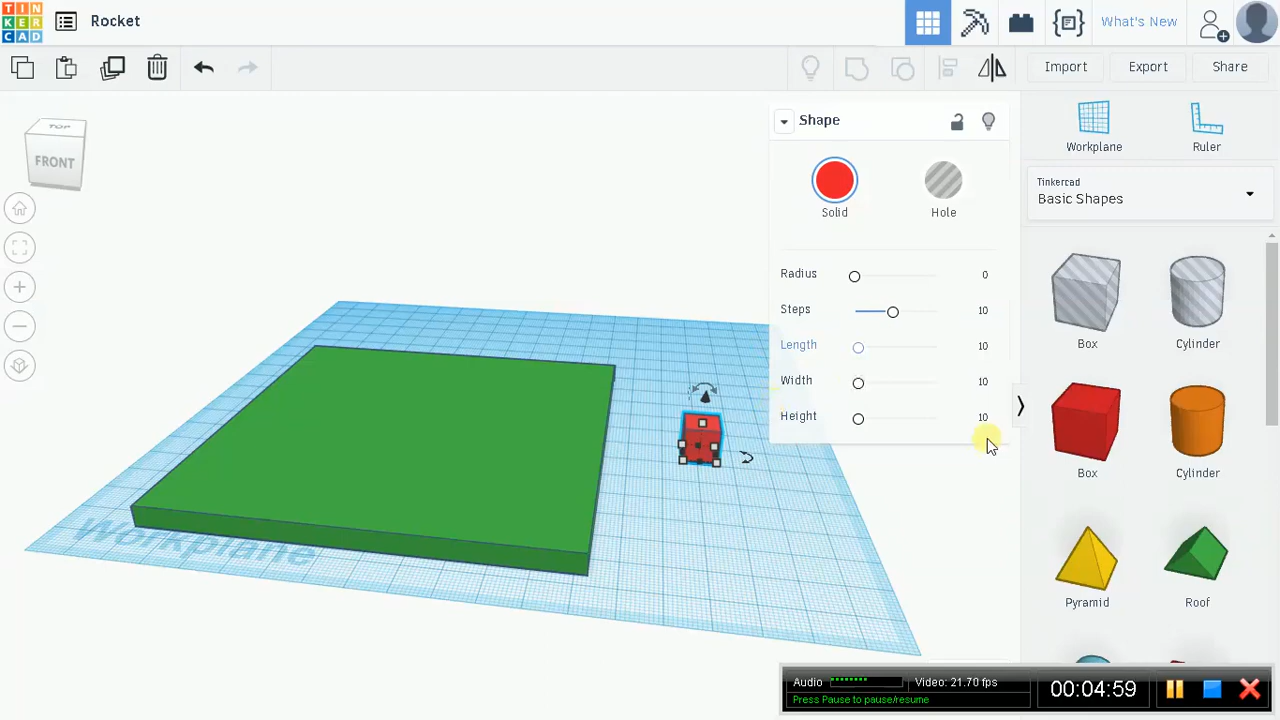 TIN
KER
CAD
Rocket
What's New
Import
Export
Share
TOP
FRONT
Shape
Solid
Hole
Radius 0
Steps 10
Length 10
Width 10
Height 10
Workplane
Ruler
Tinkercad
Basic Shapes
Box
Cylinder
Box
Cylinder
Pyramid
Roof
Workplane
Audio
Video: 21.70 fps
Press Pause to pause/resume
00:04:59